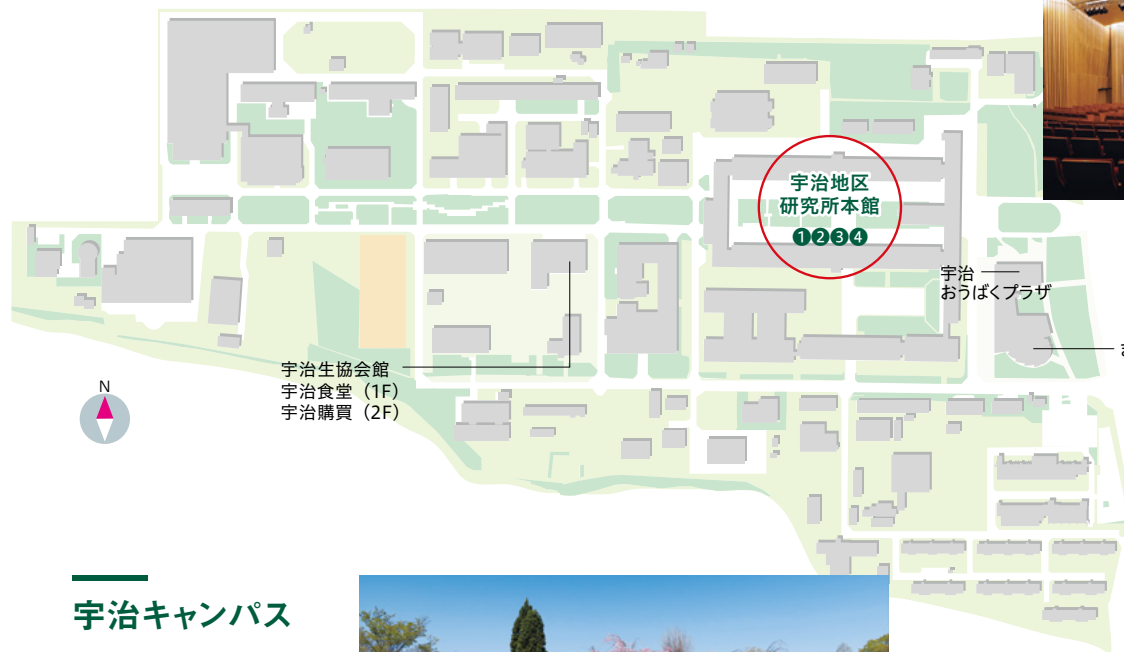 宇治地区
研究所本館
❶❷❸❹
宇治
おうばくプラザ
宇治生協会館
宇治食堂（1F）
宇治購買（2F）
N
宇治キャンパス